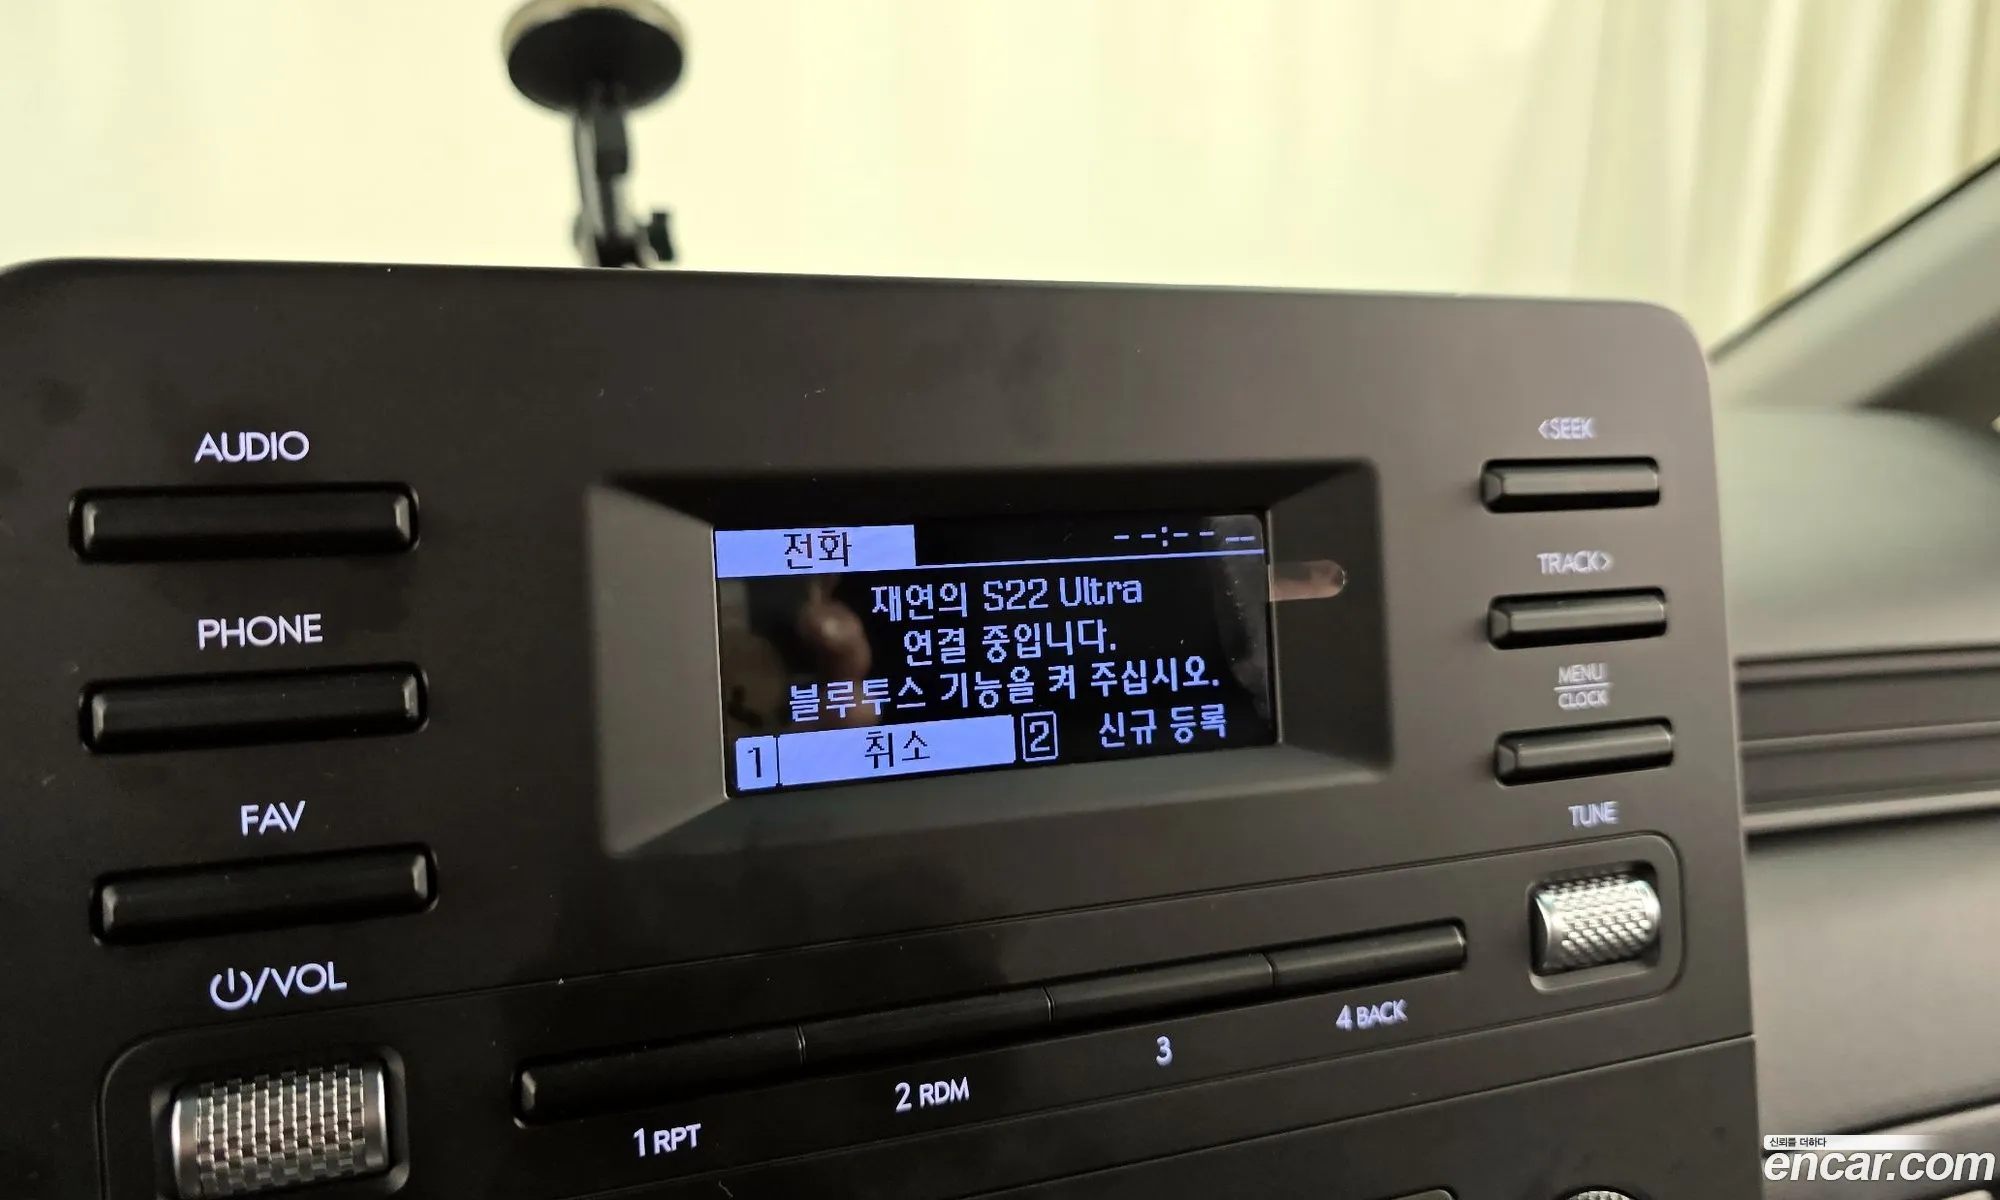 AUDIO
PHONE
FAV
/VOL
전화
--:-- --
재연의 S22 Ultra
연결 중입니다.
블루투스 기능을 켜 주십시오.
1 취소 2 신규 등록
<SEEK
TRACK>
MENU
CLOCK
TUNE
1 RPT
2 RDM
3
4 BACK
신뢰를 더하다
encar.com